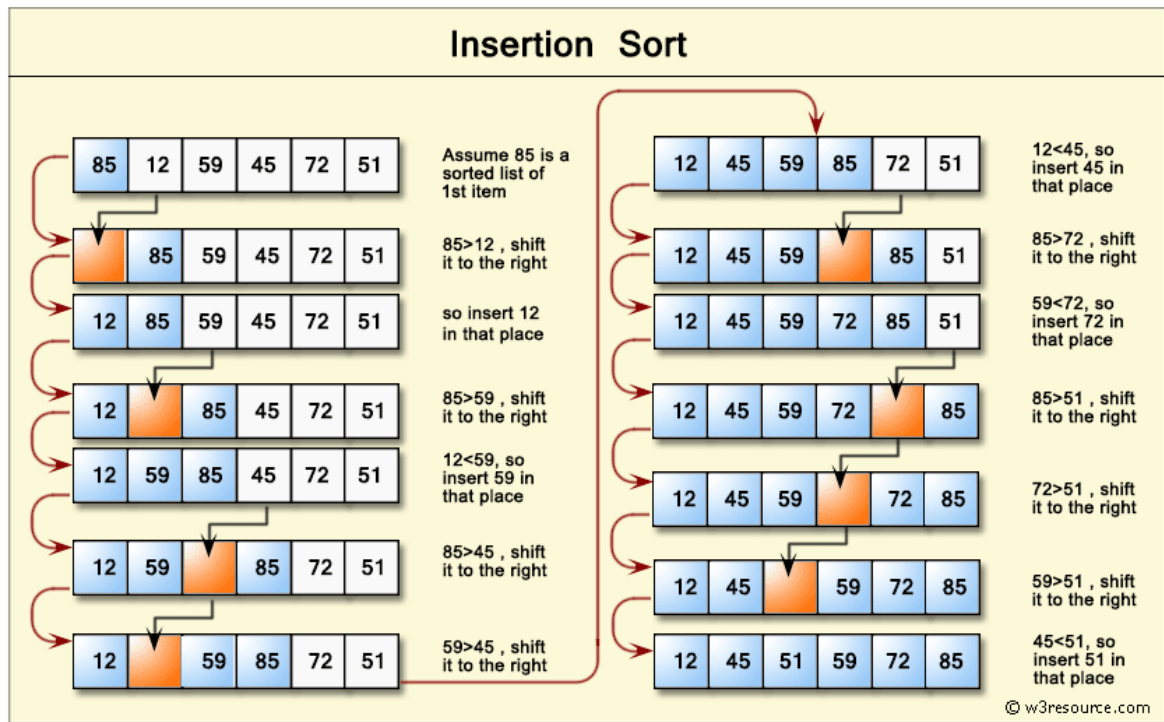 Insertion Sort
85 12 59 45 72 51
Assume 85 is a
sorted list of
1st item
85 59 45 72 51
85>12 , shift
it to the right
12 85 59 45 72 51
so insert 12
in that place
12 85 45 72 51
85>59 , shift
it to the right
12 59 85 45 72 51
12<59, so
insert 59 in
that place
12 59 85 72 51
85>45 , shift
it to the right
12 59 85 72 51
59>45 , shift
it to the right
12 45 59 85 72 51
12<45, so
insert 45 in
that place
12 45 59 85 51
85>72 , shift
it to the right
12 45 59 72 85 51
59<72, so
insert 72 in
that place
12 45 59 72 85
85>51 , shift
it to the right
12 45 59 72 85
72>51 , shift
it to the right
12 45 59 72 85
59>51 , shift
it to the right
12 45 51 59 72 85
45<51, so
insert 51 in
that place
© w3resource.com